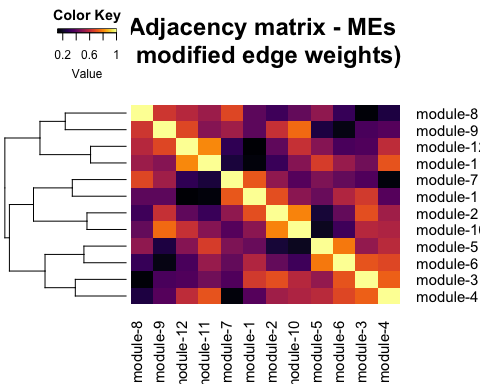 Color Key
0.2 0.6 1
Value
Adjacency matrix - MEs
modified edge weights)
module-8
module-9
module-12
module-1
module-7
module-1
module-2
module-10
module-5
module-6
module-3
module-4
module-8
module-9
module-12
module-11
module-7
module-1
module-2
module-10
module-5
module-6
module-3
module-4